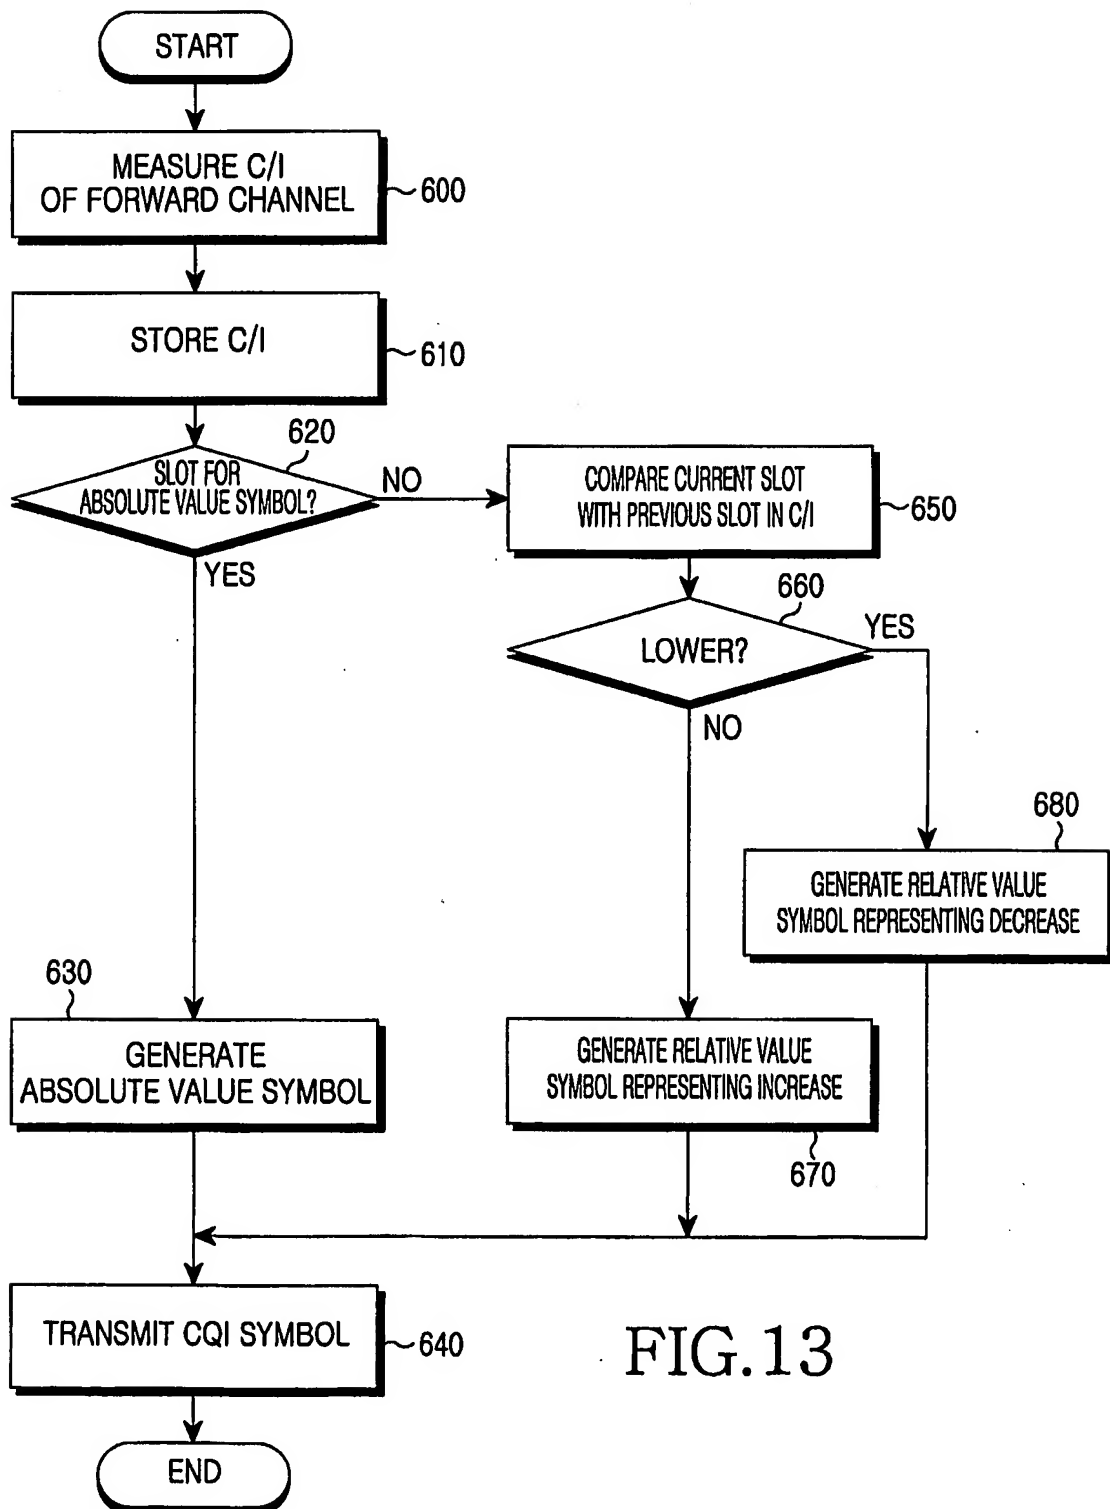 START
MEASURE C/I
OF FORWARD CHANNEL
600
STORE C/I
610
620
SLOT FOR
ABSOLUTE VALUE SYMBOL?
NO
YES
COMPARE CURRENT SLOT
WITH PREVIOUS SLOT IN C/I
650
660
LOWER?
YES
NO
680
GENERATE RELATIVE VALUE
SYMBOL REPRESENTING DECREASE
630
GENERATE
ABSOLUTE VALUE SYMBOL
GENERATE RELATIVE VALUE
SYMBOL REPRESENTING INCREASE
670
TRANSMIT CQI SYMBOL
640
FIG.13
END